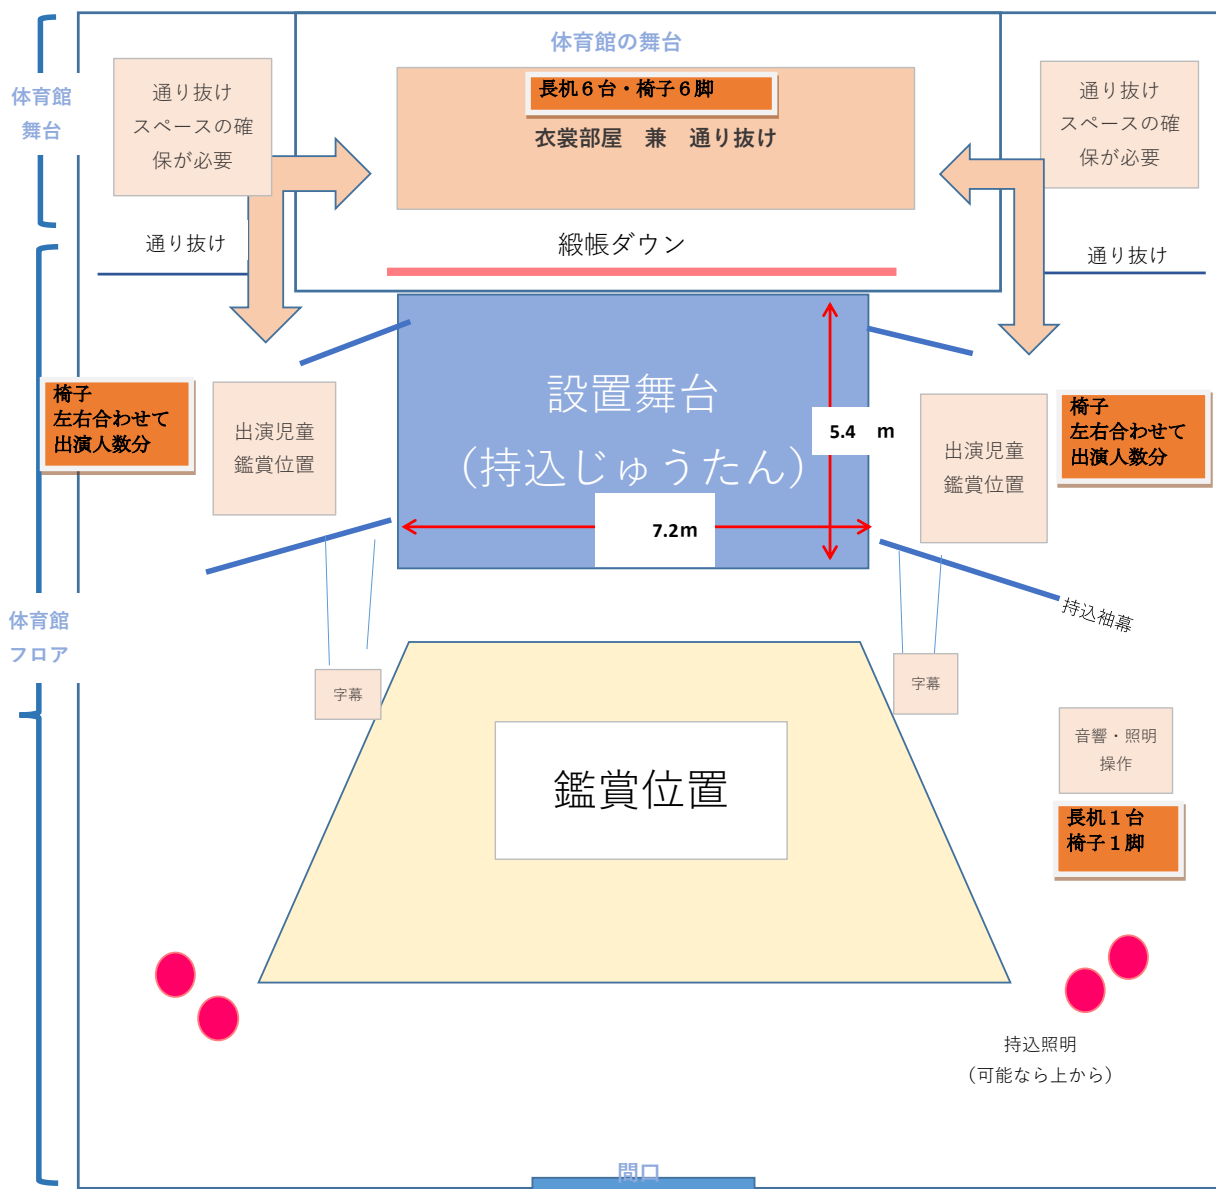 体育館の舞台
体育館
舞台
通り抜け
スペースの確
保が必要
長机６台・椅子６脚
衣裳部屋　兼　通り抜け
通り抜け
スペースの確
保が必要
通り抜け
緞帳ダウン
通り抜け
椅子
左右合わせて
出演人数分
出演児童
鑑賞位置
設置舞台
（持込じゅうたん）
5.4　m
7.2m
出演児童
鑑賞位置
椅子
左右合わせて
出演人数分
持込袖幕
体育館
フロア
字幕
字幕
鑑賞位置
音響・照明
操作
長机１台
椅子１脚
持込照明
（可能なら上から）
間口